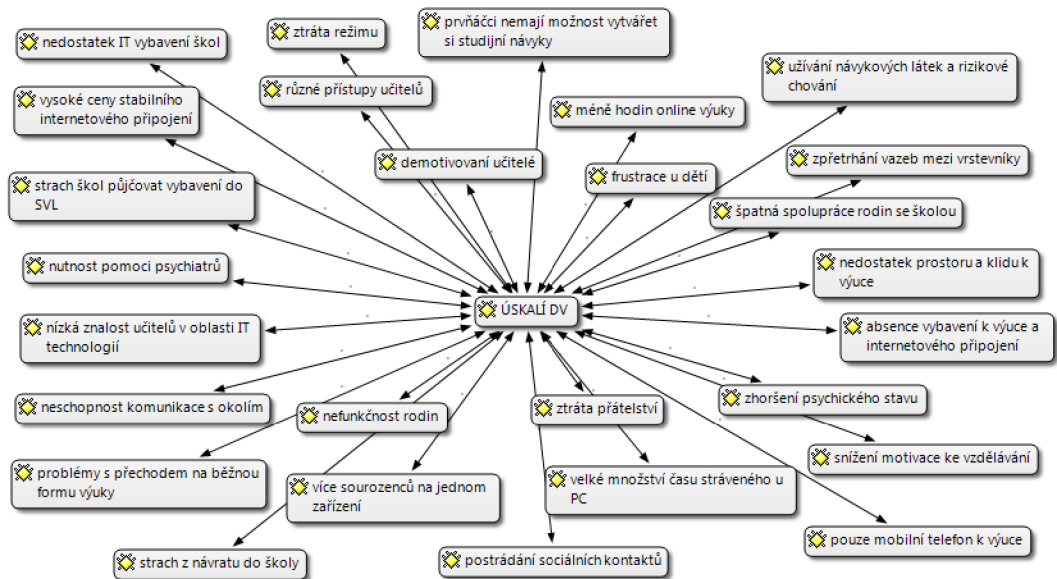 nedostatek IT vybavení škol
ztráta režimu
prvňáčci nemají možnost vytvářet
si studijní návyky
užívání návykových látek a rizikové
chování
vysoké ceny stabilního
internetového připojení
různé přístupy učitelů
méně hodin online výuky
demotivovaní učitelé
zpřetrhání vazeb mezi vrstevníky
frustrace u dětí
strach škol půjčovat vybavení do
SVL
špatná spolupráce rodin se školou
nutnost pomoci psychiatrů
nedostatek prostoru a klidu k
výuce
ÚSKALÍ DV
nízká znalost učitelů v oblasti IT
technologií
absence vybavení k výuce a
internetového připojení
neschopnost komunikace s okolím
nefunkčnost rodin
ztráta přátelství
zhoršení psychického stavu
problémy s přechodem na běžnou
formu výuky
více sourozenců na jednom
zařízení
velké množství času stráveného u
PC
snížení motivace ke vzdělávání
strach z návratu do školy
postrádání sociálních kontaktů
pouze mobilní telefon k výuce